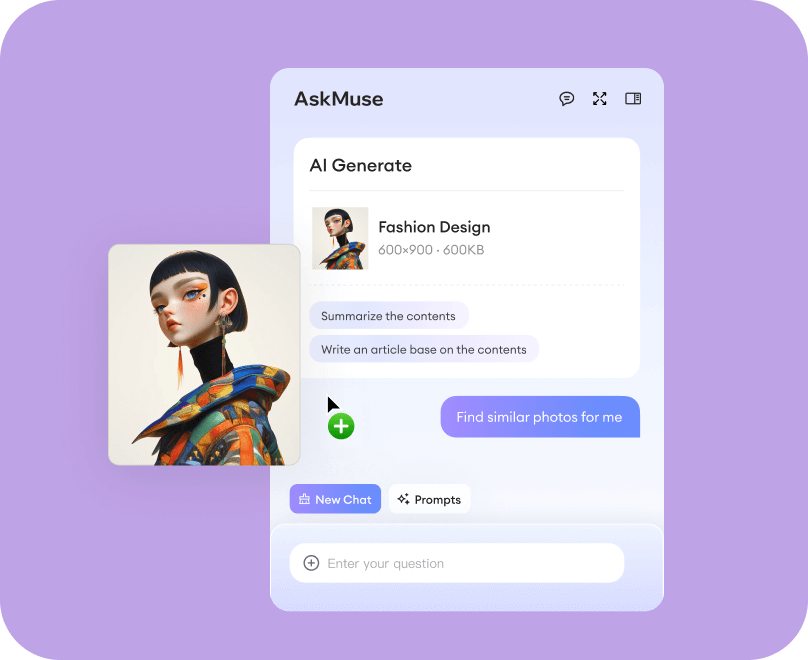 AskMuse
AI Generate
Fashion Design
600×900 · 600KB
Summarize the contents
Write an article base on the contents
Find similar photos for me
New Chat
Prompts
Enter your question